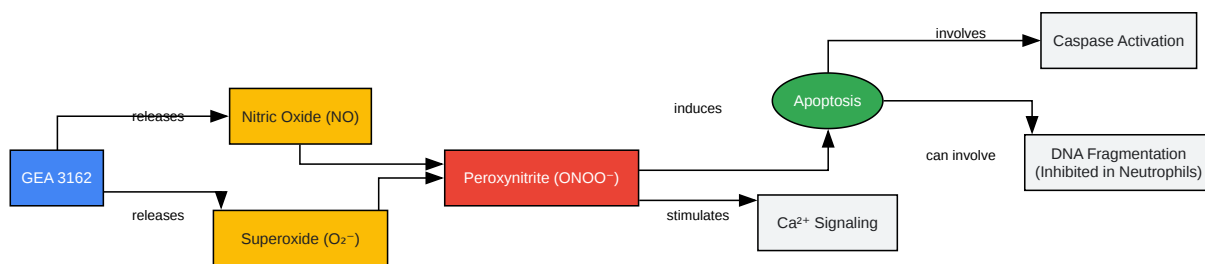 GEA 3162
releases
releases
Nitric Oxide (NO)
Superoxide (O₂⁻)
Peroxynitrite (ONOO⁻)
induces
stimulates
Apoptosis
Ca²⁺ Signaling
involves
can involve
Caspase Activation
DNA Fragmentation
(Inhibited in Neutrophils)